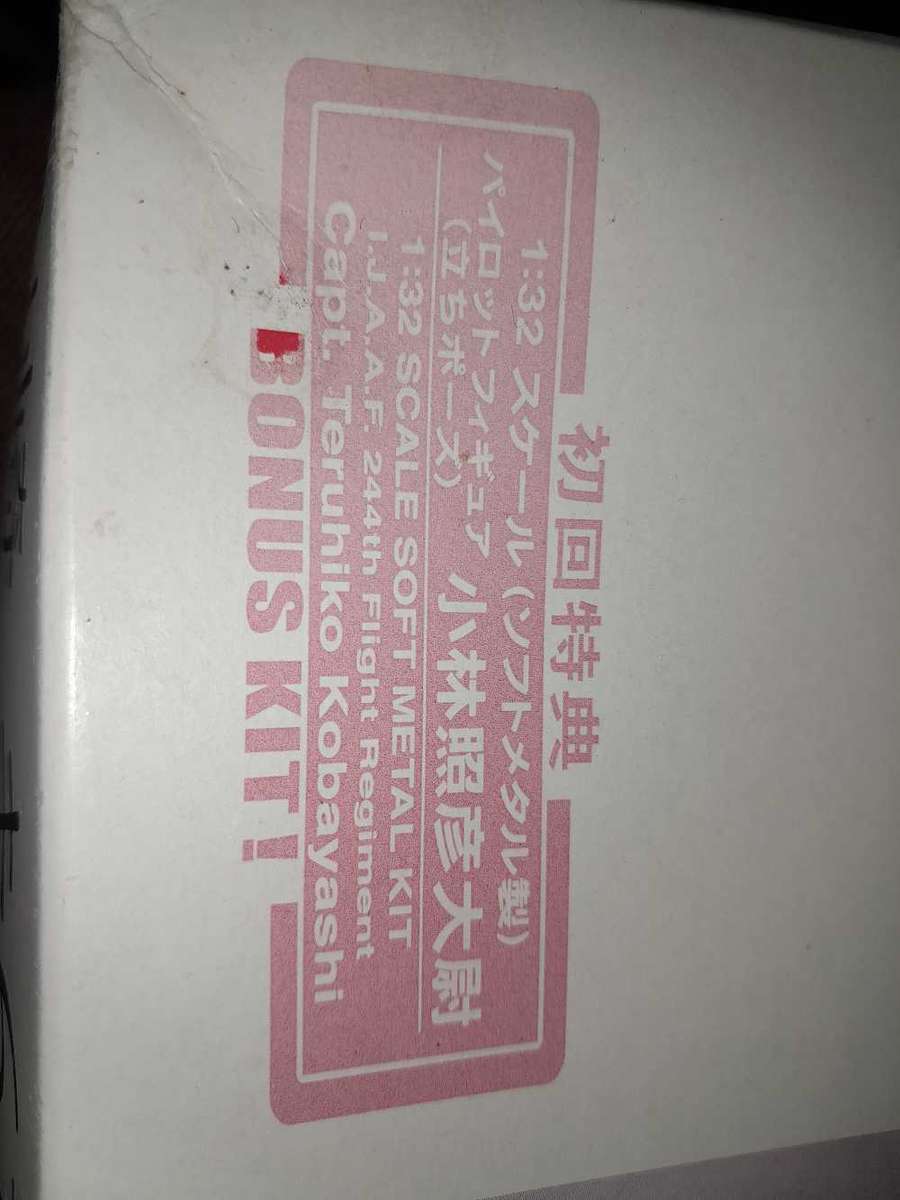 初回特典
1:32 スケール(ソフトメタル製)
パイロット フィギュア 小林照彦大尉
(立ちポーズ)
1:32 SCALE SOFT METAL KIT
I.J.A.A.F. 244th Flight Regiment
Capt. Teruhiko Kobayashi
BONUS KIT!